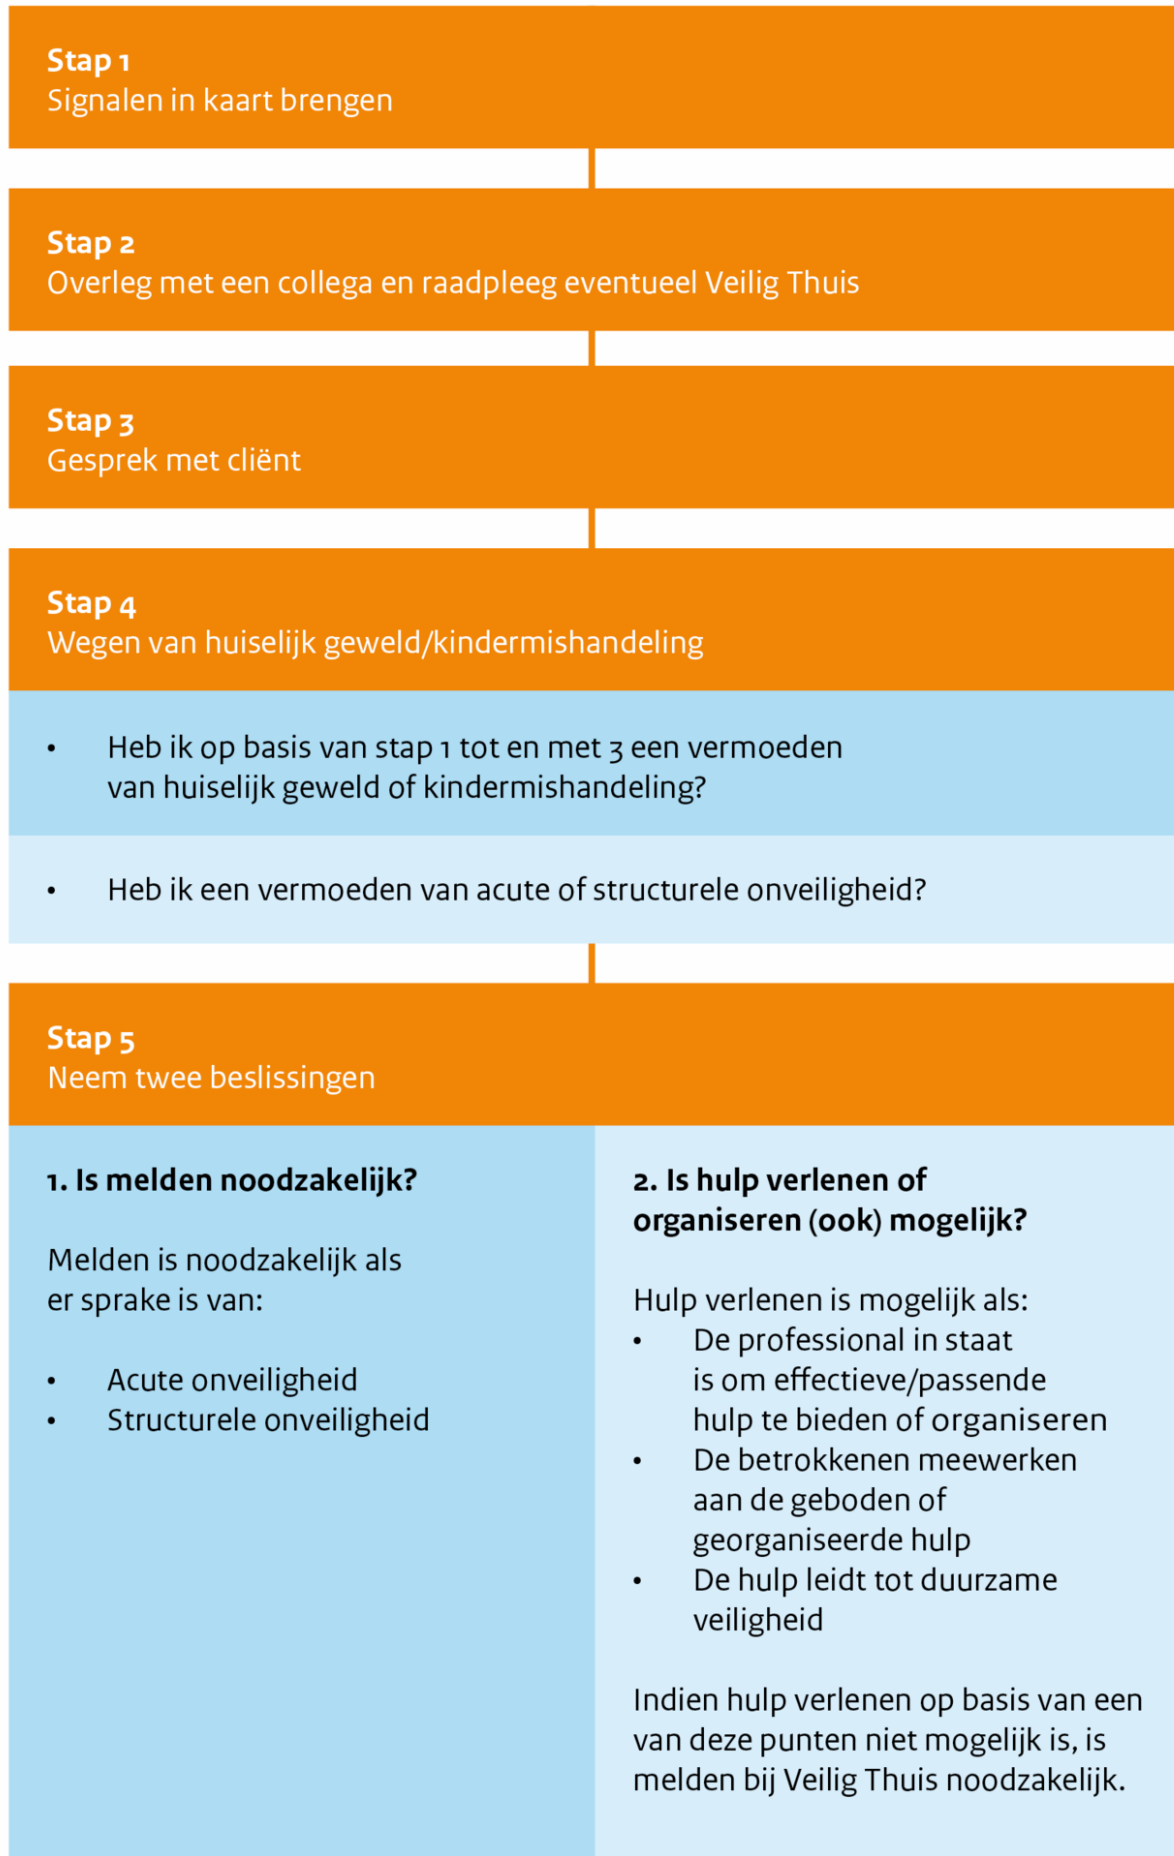 Stap 1
Signalen in kaart brengen
Stap 2
Overleg met een collega en raadpleeg eventueel Veilig Thuis
Stap 3
Gesprek met cliënt
Stap 4
Wegen van huiselijk geweld/kindermishandeling
• Heb ik op basis van stap 1 tot en met 3 een vermoeden
van huiselijk geweld of kindermishandeling?
• Heb ik een vermoeden van acute of structurele onveiligheid?
Stap 5
Neem twee beslissingen
1. Is melden noodzakelijk?
Melden is noodzakelijk als
er sprake is van:
• Acute onveiligheid
• Structurele onveiligheid
2. Is hulp verlenen of
organiseren (ook) mogelijk?
Hulp verlenen is mogelijk als:
• De professional in staat
is om effectieve/passende
hulp te bieden of organiseren
• De betrokkenen meewerken
aan de geboden of
georganiseerde hulp
• De hulp leidt tot duurzame
veiligheid
Indien hulp verlenen op basis van een
van deze punten niet mogelijk is, is
melden bij Veilig Thuis noodzakelijk.